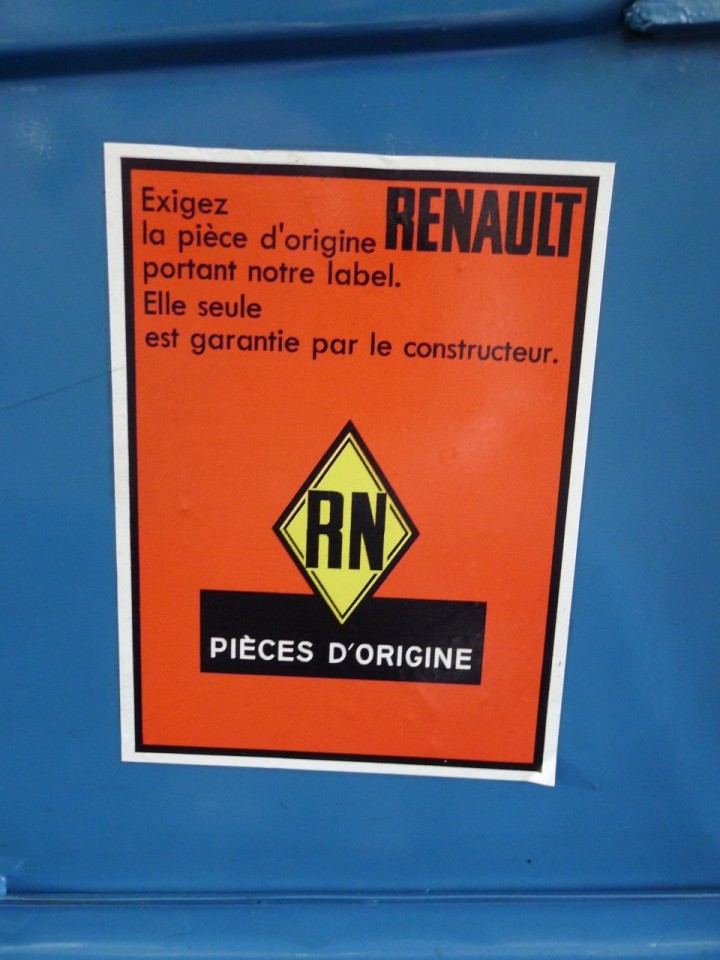 Exigez
la pièce d'origine RENAULT
portant notre label.
Elle seule
est garantie par le constructeur.
RN
PIÈCES D'ORIGINE